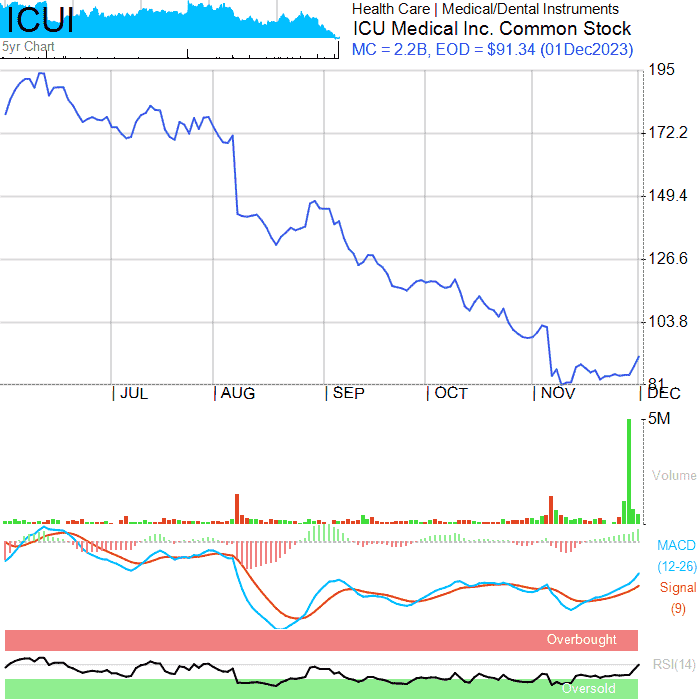 ICUI
5yr Chart
Health Care | Medical/Dental Instruments
ICU Medical Inc. Common Stock
MC = 2.2B, EOD = $91.34 (01Dec2023)
195
172.2
149.4
126.6
103.8
81
JUL
AUG
SEP
OCT
NOV
DEC
5M
Volume
MACD
(12-26)
Signal
(9)
Overbought
RSI(14)
Oversold